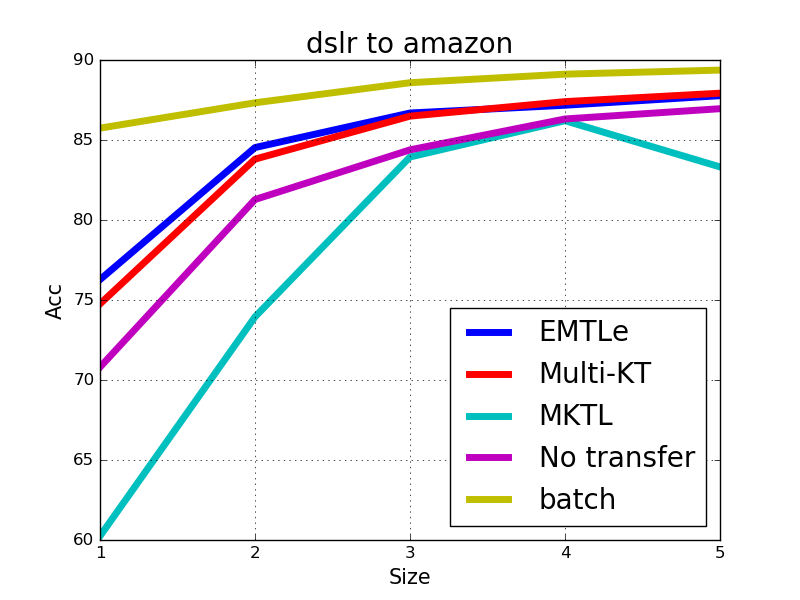 dslr to amazon
90
85
80
75
70
65
60
Acc
EMTLe
Multi-KT
MKTL
No transfer
batch
1 2 3 4 5
Size